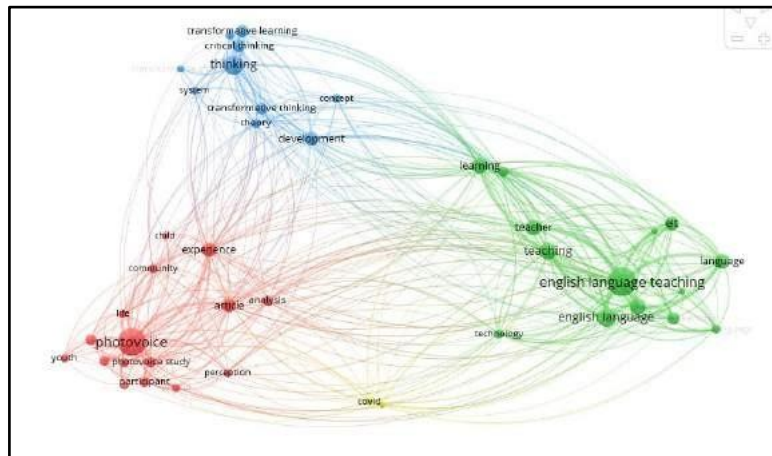 transformative learning
critical thinking
thinking
system
concept
transformative thinking
theory
development
learning
child
experience
community
teacher
teaching
elt
language
english language teaching
english language
technology
life
article
analysis
photovoice
youth
photovoice study
participant
perception
covid